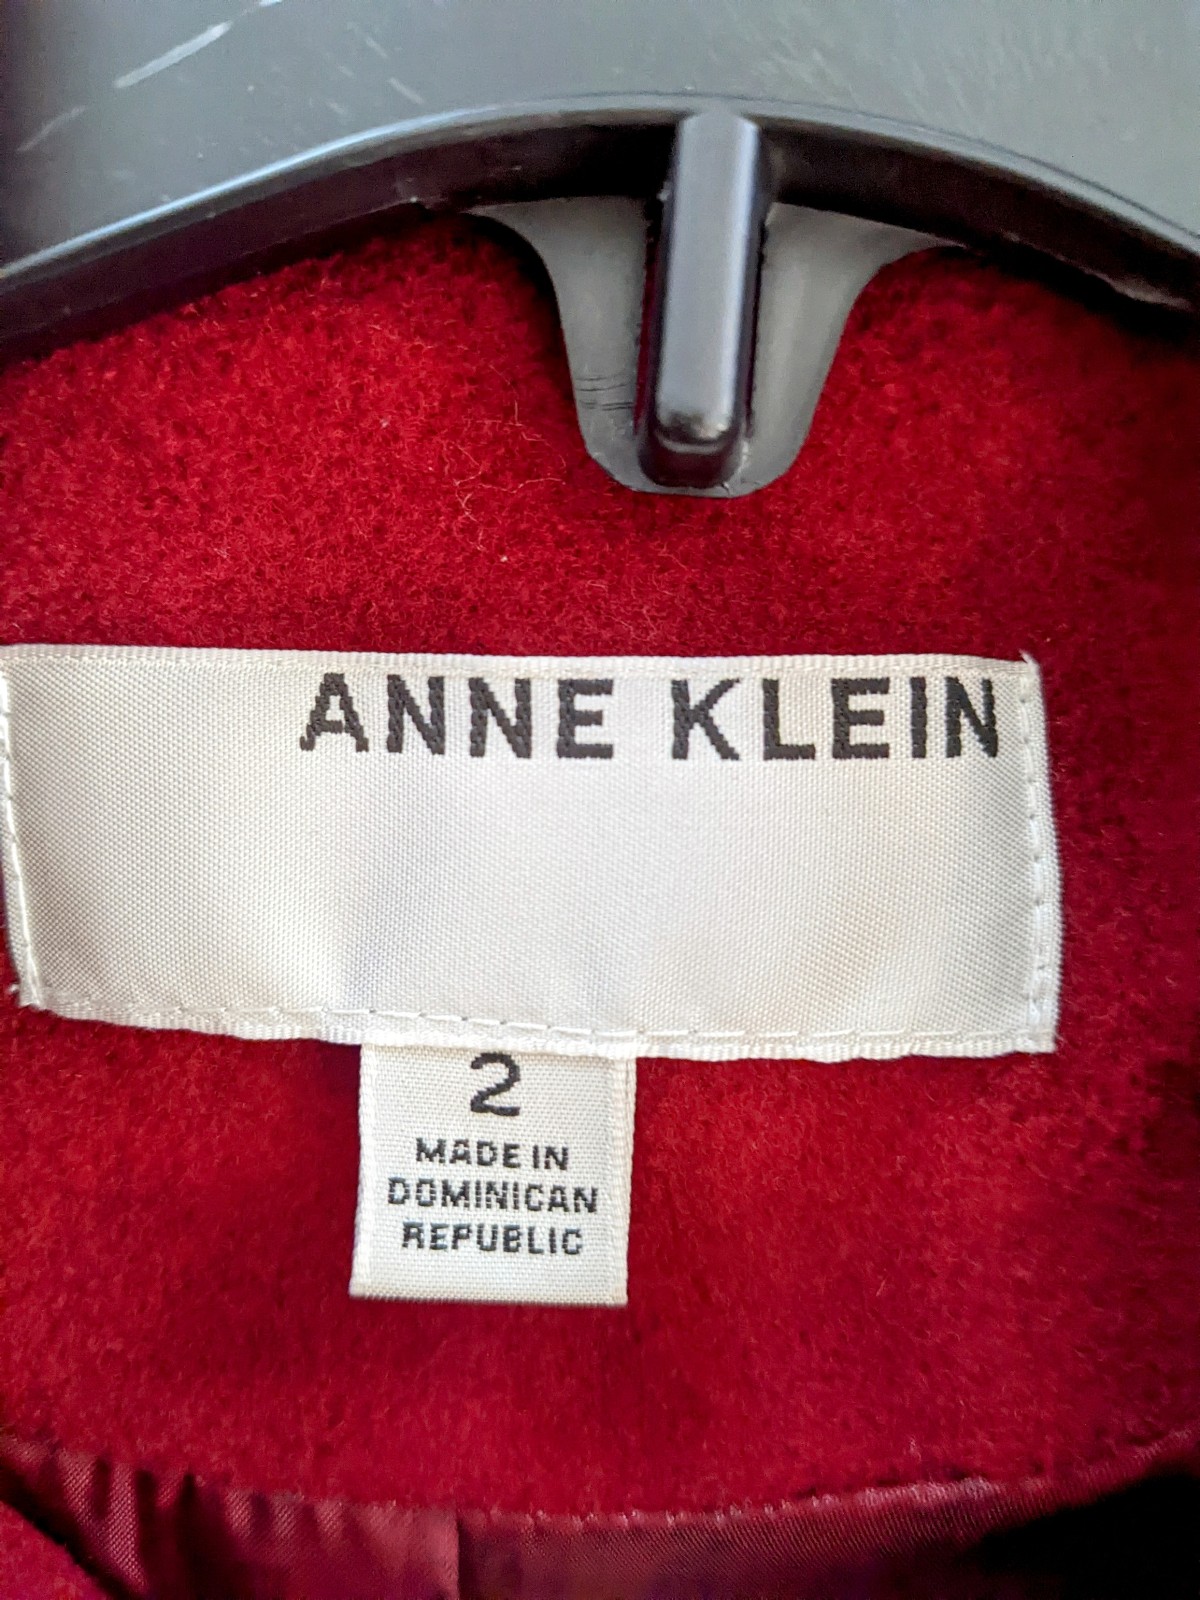 ANNE KLEIN
2
MADE IN
DOMINICAN
REPUBLIC